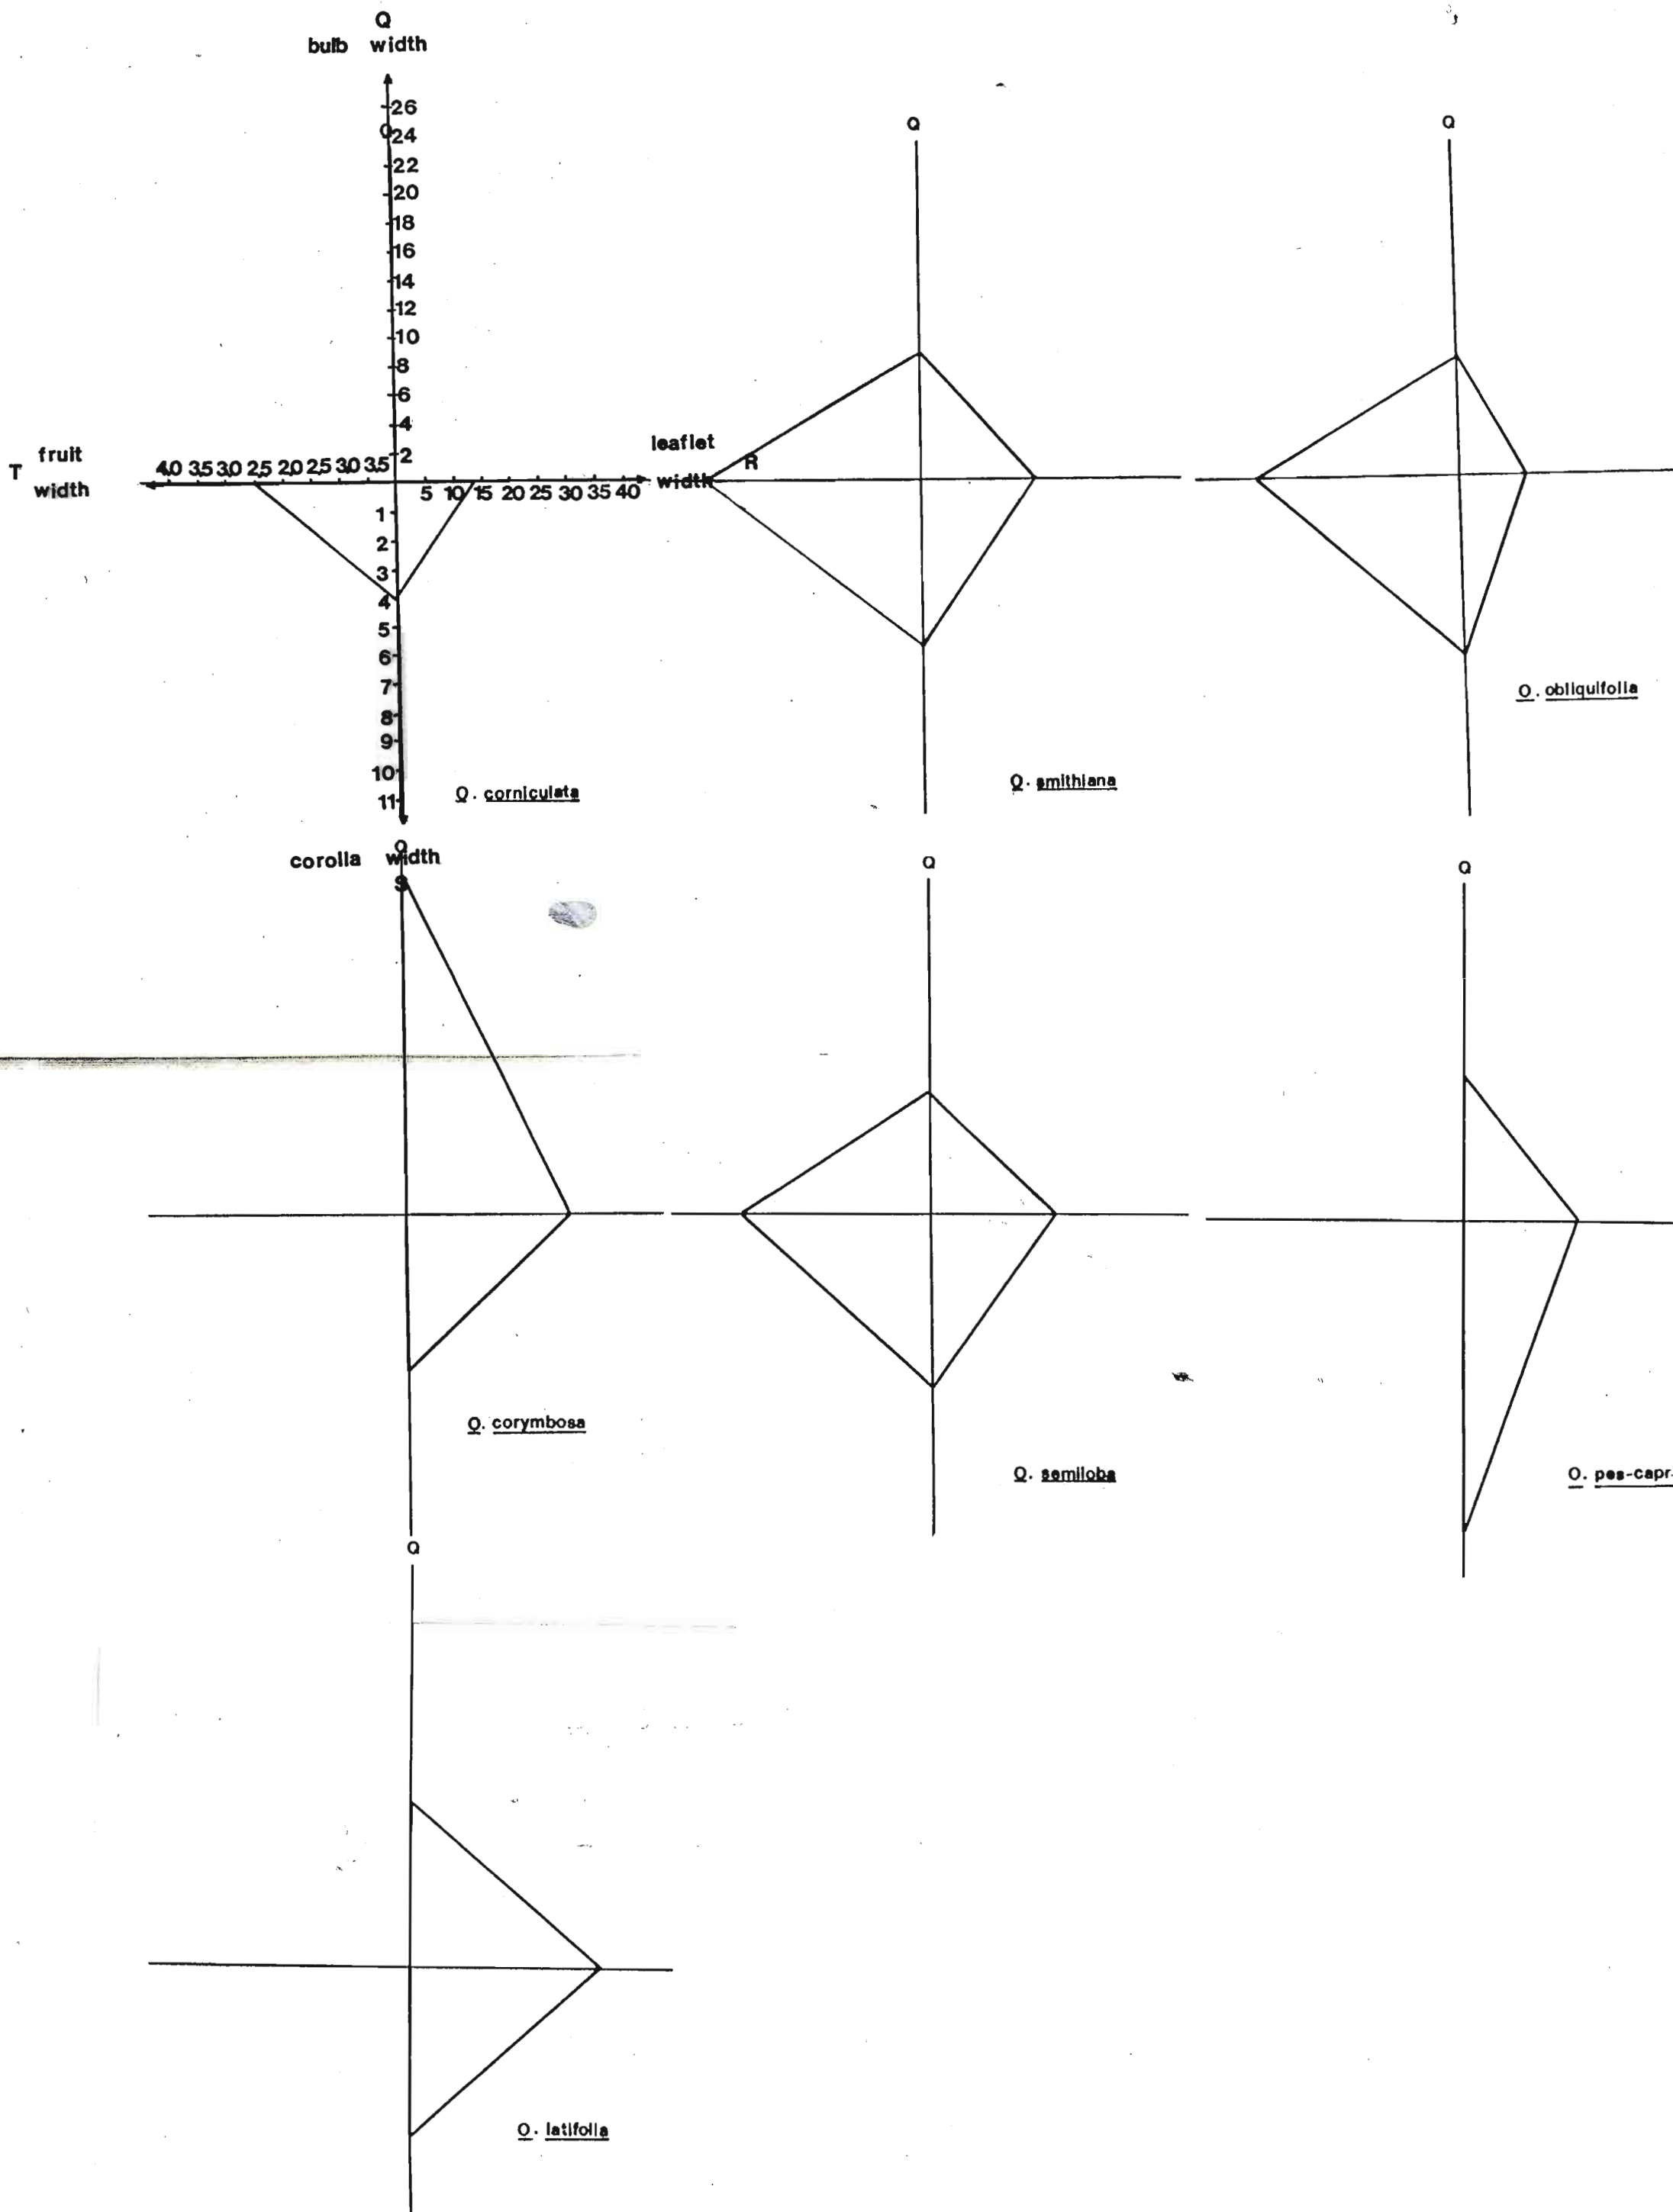 Q
bulb width
26
24
22
20
18
16
14
12
10
8
6
4
2
T fruit width
4.0 3.5 3.0 2.5 2.0 2.5 3.0 3.5
5 10 15 20 25 30 35 40
leaflet width
R
1
2
3
4
5
6
7
8
9
10
11
O. corniculata
corolla width
S
Q
O. smithiana
Q
O. obliquifolia
Q
O. corymbosa
Q
O. semiloba
Q
O. pes-capr
Q
O. latifolia